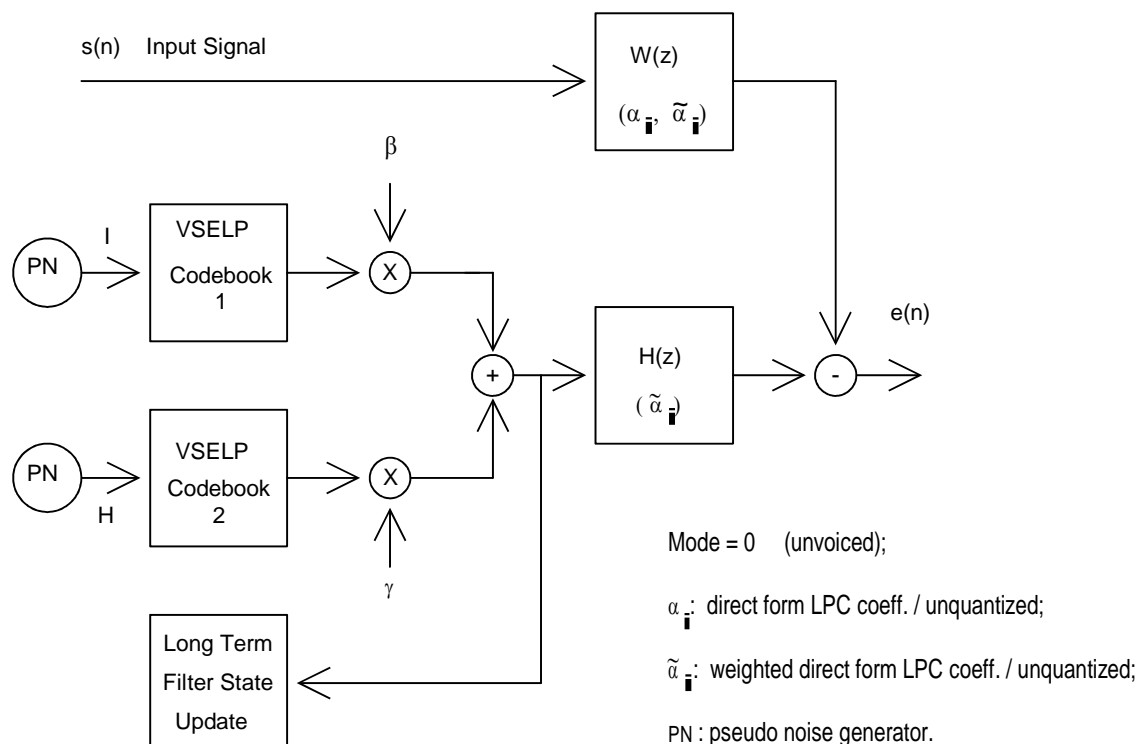 s(n) Input Signal
W(z)
(α i, α̃ i)
β
I
VSELP
PN
Codebook
1
X
e(n)
H(z)
+
-
(α̃ i)
VSELP
PN
Codebook
2
X
H
Mode = 0 (unvoiced);
γ
α i: direct form LPC coeff. / unquantized;
Long Term
Filter State
Update
α̃ i: weighted direct form LPC coeff. / unquantized;
PN : pseudo noise generator.